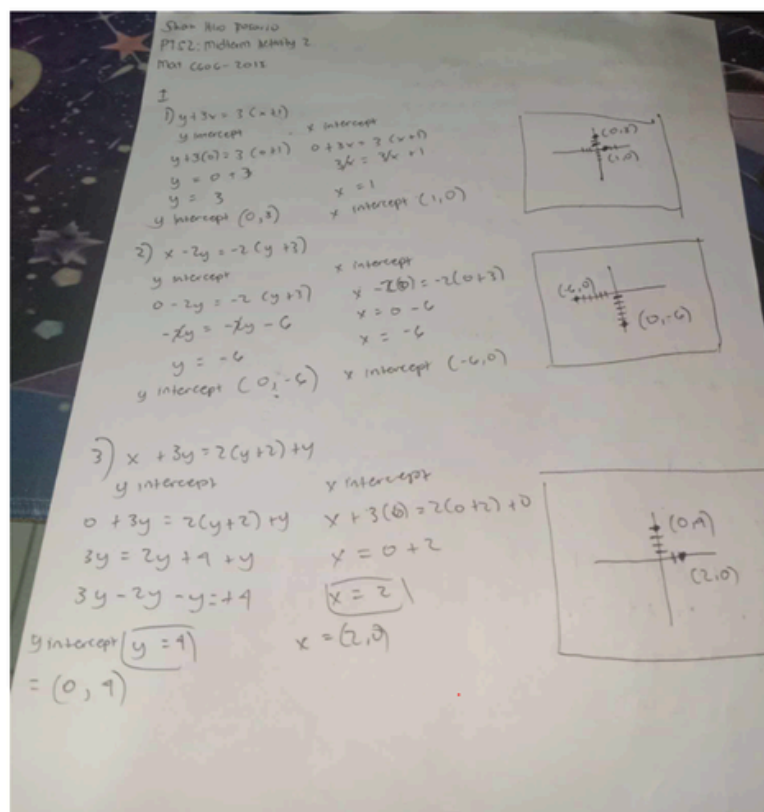 PTC2: Midterm Activity 2
I
1) y+3x = 3(x+1)
y intercept
x intercept
y+3(0) = 3(0+1)
0+3x = 3(x+1)
y = 0+3
3x = 3x+1
y = 3
x = 1
y intercept (0,3)
x intercept (1,0)
(0,3)
(1,0)
2) x-2y = -2(y+3)
y intercept
x intercept
0-2y = -2(y+3)
x-2(0) = -2(0+3)
-2y = -2y-6
x = 0-6
y = -6
x = -6
y intercept (0,-6)
x intercept (-6,0)
(-6,0)
(0,-6)
3) x+3y = 2(y+2)+y
y intercept
x intercept
0+3y = 2(y+2)+y
x+3(0) = 2(0+2)+0
3y = 2y+4+y
x = 0+2
3y-2y-y=+4
x = 2
y intercept y = 4
x = (2,0)
= (0,4)
(0,4)
(2,0)